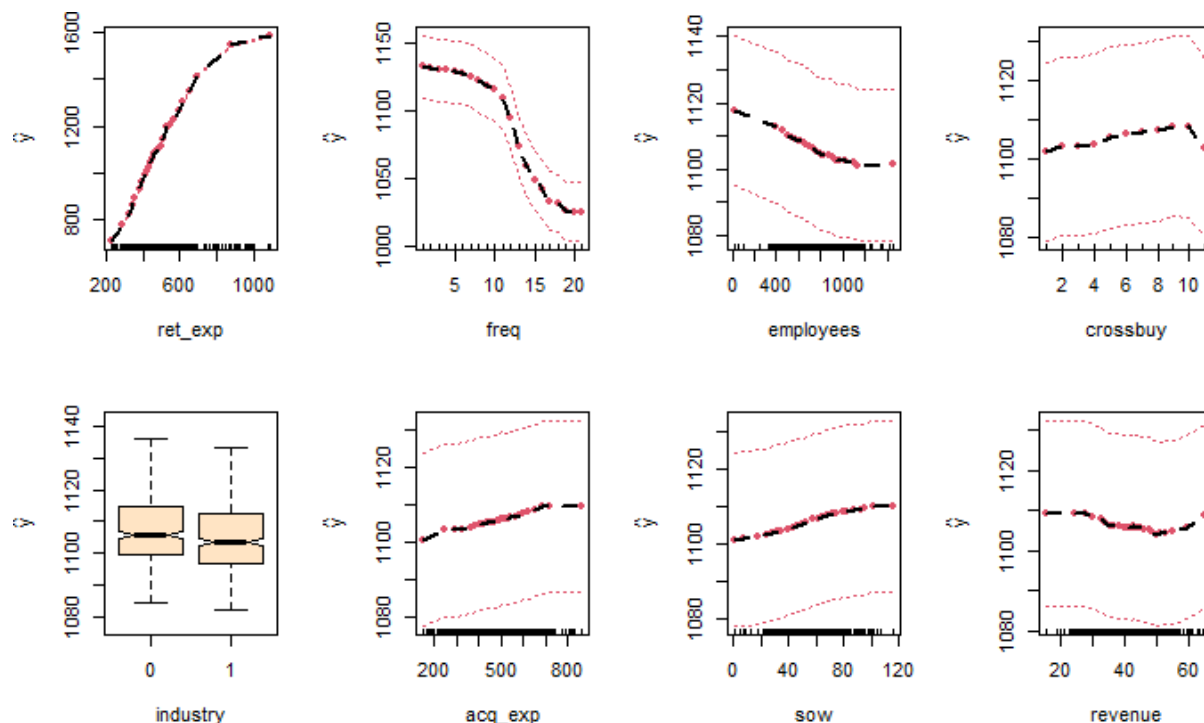 1600
1200
800
ŷ
200 400 600 1000
ret_exp
1150
1100
1050
1000
ŷ
5 10 15 20
freq
1140
1120
1100
1080
ŷ
0 400 1000
employees
1120
1100
1080
ŷ
2 4 6 8 10
crossbuy
1140
1120
1100
1080
ŷ
0 1
industry
1120
1100
1080
ŷ
200 500 800
acq_exp
1120
1100
1080
ŷ
0 40 80 120
sow
1120
1100
1080
ŷ
20 40 60
revenue